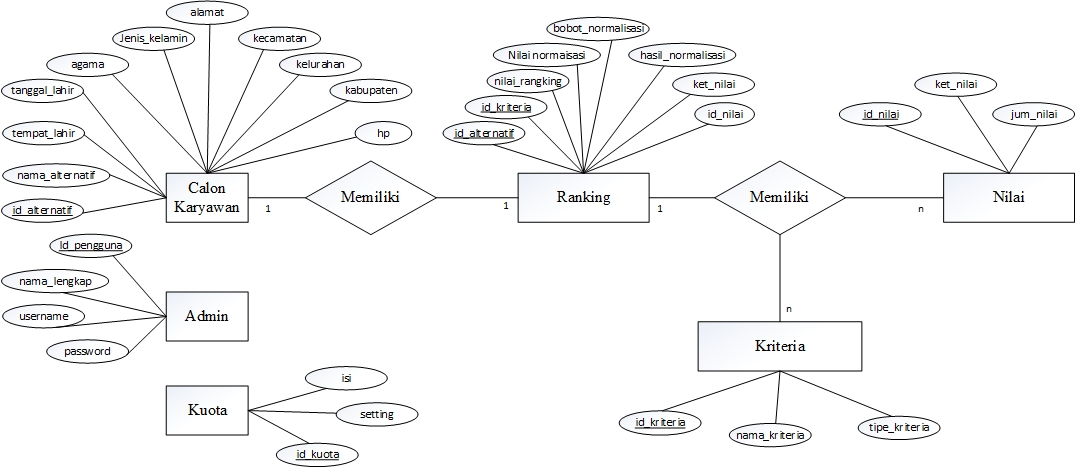 alamat
Jenis_kelamin
kecamatan
agama
kelurahan
tanggal_lahir
kabupaten
tempat_lahir
hp
nama_alternatif
id_alternatif
Calon
Karyawan
1
Memiliki
1
bobot_normalisasi
Nilai normaisasi
hasil_normalisasi
nilai_rangking
ket_nilai
id_kriteria
id_nilai
id_alternatif
Ranking
1
Memiliki
n
ket_nilai
id_nilai
jum_nilai
Nilai
n
Kriteria
id_kriteria
nama_kriteria
tipe_kriteria
Id_pengguna
nama_lengkap
username
password
Admin
Kuota
isi
setting
id_kuota